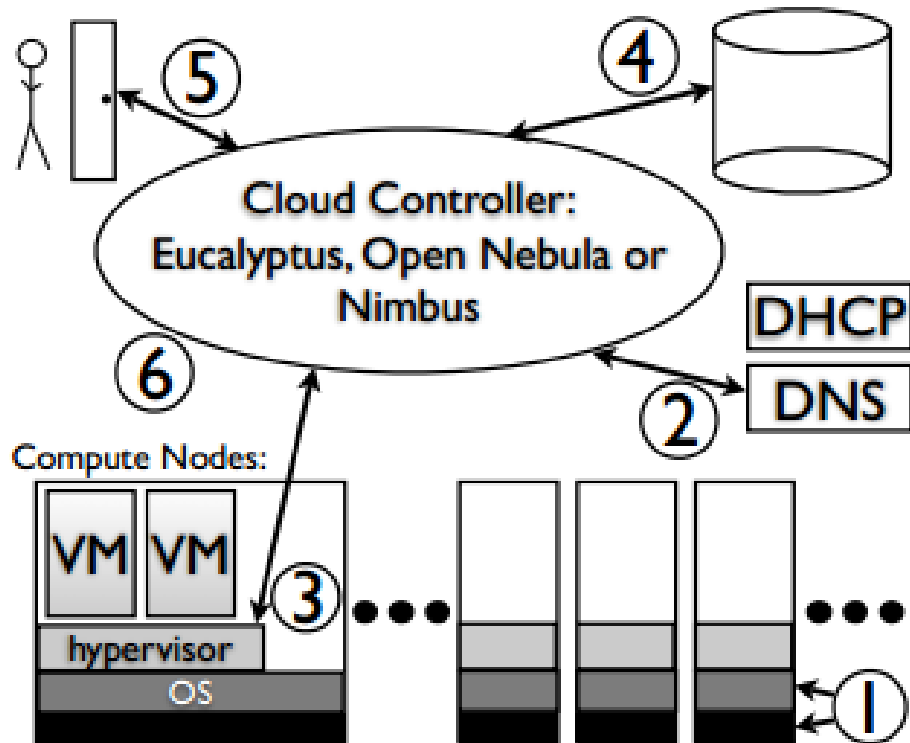 5
4
Cloud Controller:
Eucalyptus, Open Nebula or
Nimbus
DHCP
6
2
DNS
Compute Nodes:
VM VM
3
hypervisor
OS
1